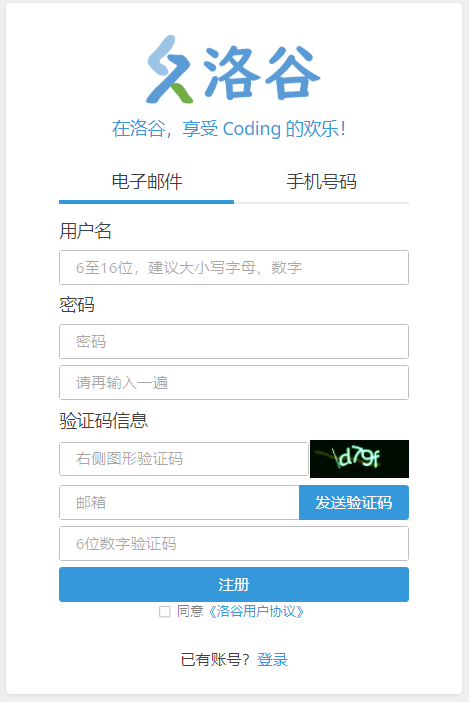 洛谷
在洛谷，享受 Coding 的欢乐！
电子邮件 手机号码
用户名
6至16位，建议大小写字母、数字
密码
密码
请再输入一遍
验证码信息
右侧图形验证码 d79f
邮箱 发送验证码
6位数字验证码
注册
同意《洛谷用户协议》
已有账号？登录